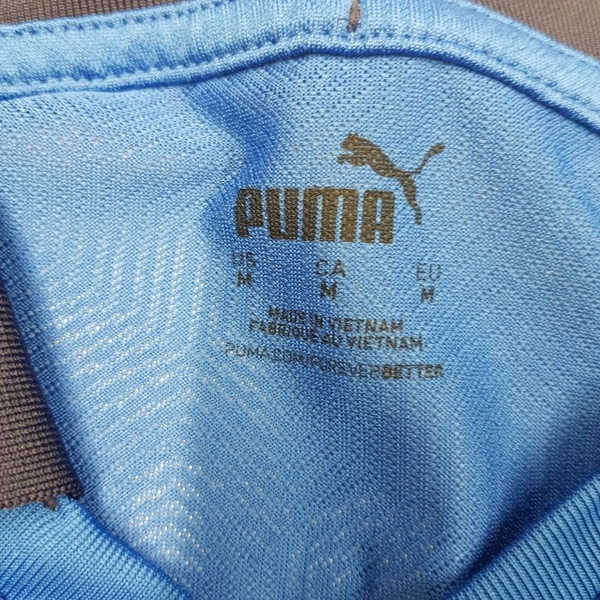 PUMA
US CA EU
M M M
MADE IN VIETNAM
FABRIQUE AU VIETNAM
PUMA.COM/FOREVERBETTER